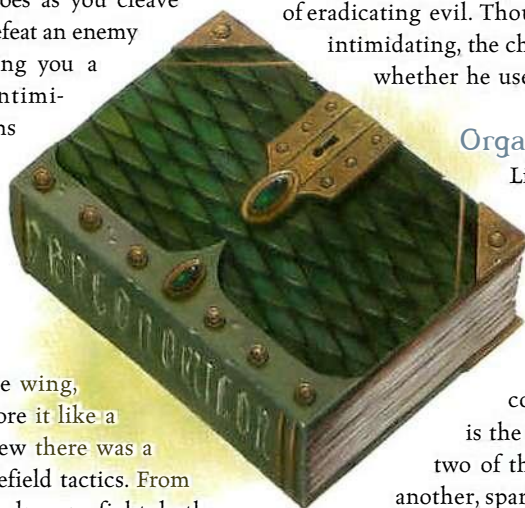 oes as you cleave
efeat an enemy
ng you a
ntimi-
ns
DRACONOMICON
e wing,
ore it like a
ew there was a
efield tactics. From
of eradicating evil. Thou
intimidating, the ch
whether he use
Orga
Li
co
is the
two of th
another, spar